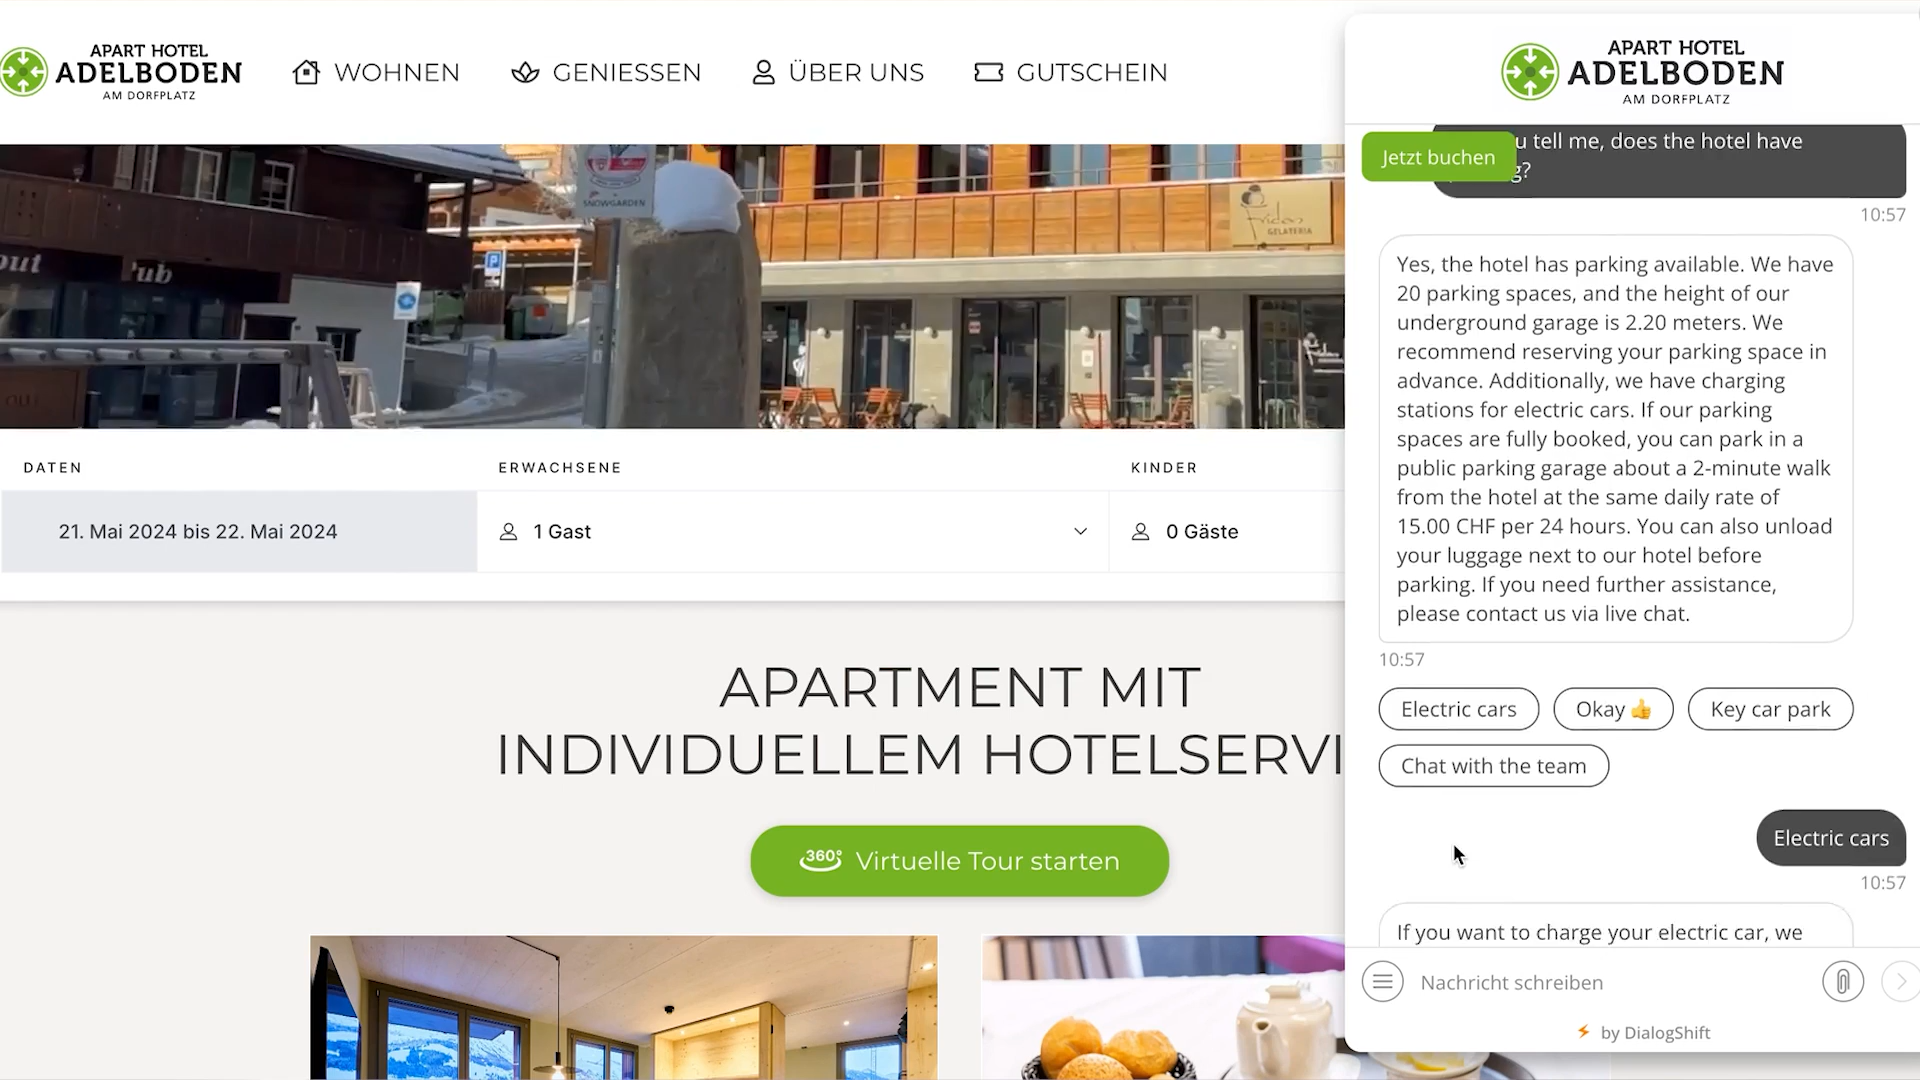 APART HOTEL
ADELBODEN
AM DORFPLATZ
WOHNEN
GENIESSEN
ÜBER UNS
GUTSCHEIN
SNOWGARDEN
ub
P
Fridos
GELATERIA
DATEN
ERWACHSENE
KINDER
21. Mai 2024 bis 22. Mai 2024
1 Gast
0 Gäste
APARTMENT MIT
INDIVIDUELLEM HOTELSERVI
360° Virtuelle Tour starten
APART HOTEL
ADELBODEN
AM DORFPLATZ
Jetzt buchen
u tell me, does the hotel have
g?
10:57
Yes, the hotel has parking available. We have
20 parking spaces, and the height of our
underground garage is 2.20 meters. We
recommend reserving your parking space in
advance. Additionally, we have charging
stations for electric cars. If our parking
spaces are fully booked, you can park in a
public parking garage about a 2-minute walk
from the hotel at the same daily rate of
15.00 CHF per 24 hours. You can also unload
your luggage next to our hotel before
parking. If you need further assistance,
please contact us via live chat.
10:57
Electric cars
Okay 👍
Key car park
Chat with the team
Electric cars
10:57
If you want to charge your electric car, we
Nachricht schreiben
⚡ by DialogShift